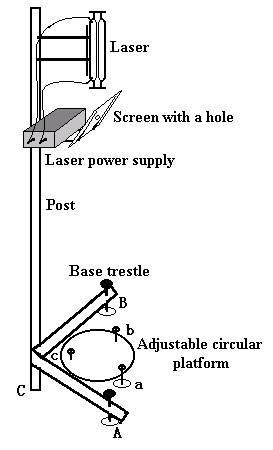 Laser
Screen with a hole
Laser power supply
Post
Base trestle
B
b
Adjustable circular
platform
c
C
a
A